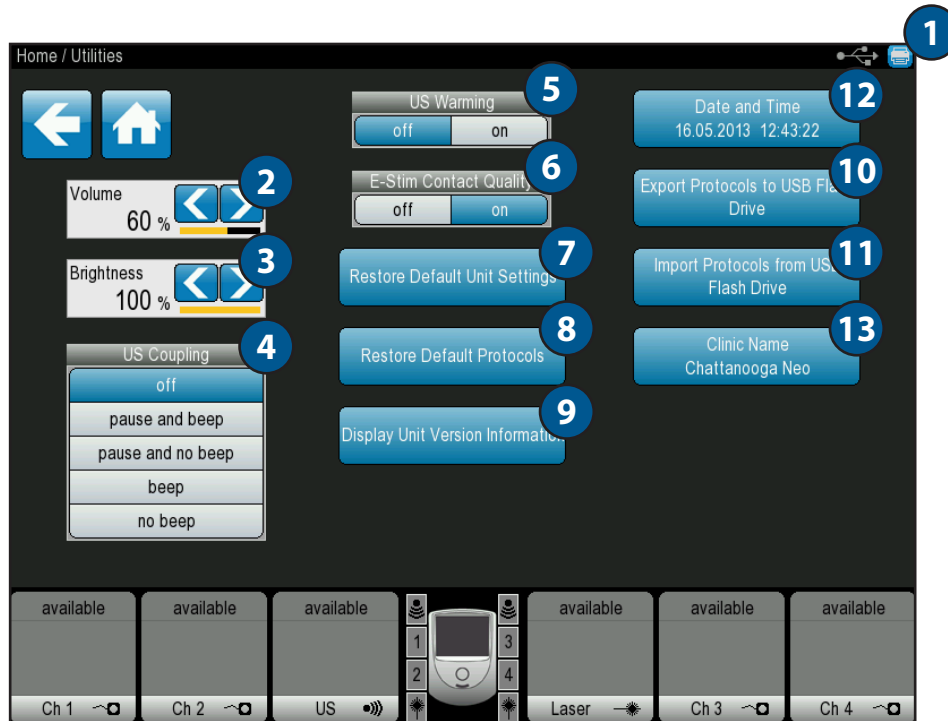 1
Home / Utilities
US Warming
5
off on
Date and Time
16.05.2013 12:43:22
12
Volume
60 %
2
E-Stim Contact Quality
6
off on
Export Protocols to USB Fla
Drive
10
Brightness
100 %
3
Restore Default Unit Settings
7
Import Protocols from US
Flash Drive
11
US Coupling
4
off
pause and beep
pause and no beep
beep
no beep
Restore Default Protocols
8
Clinic Name
Chattanooga Neo
13
Display Unit Version Information
9
available available available available available available
1 3
2 4
Ch 1 Ch 2 US Laser Ch 3 Ch 4